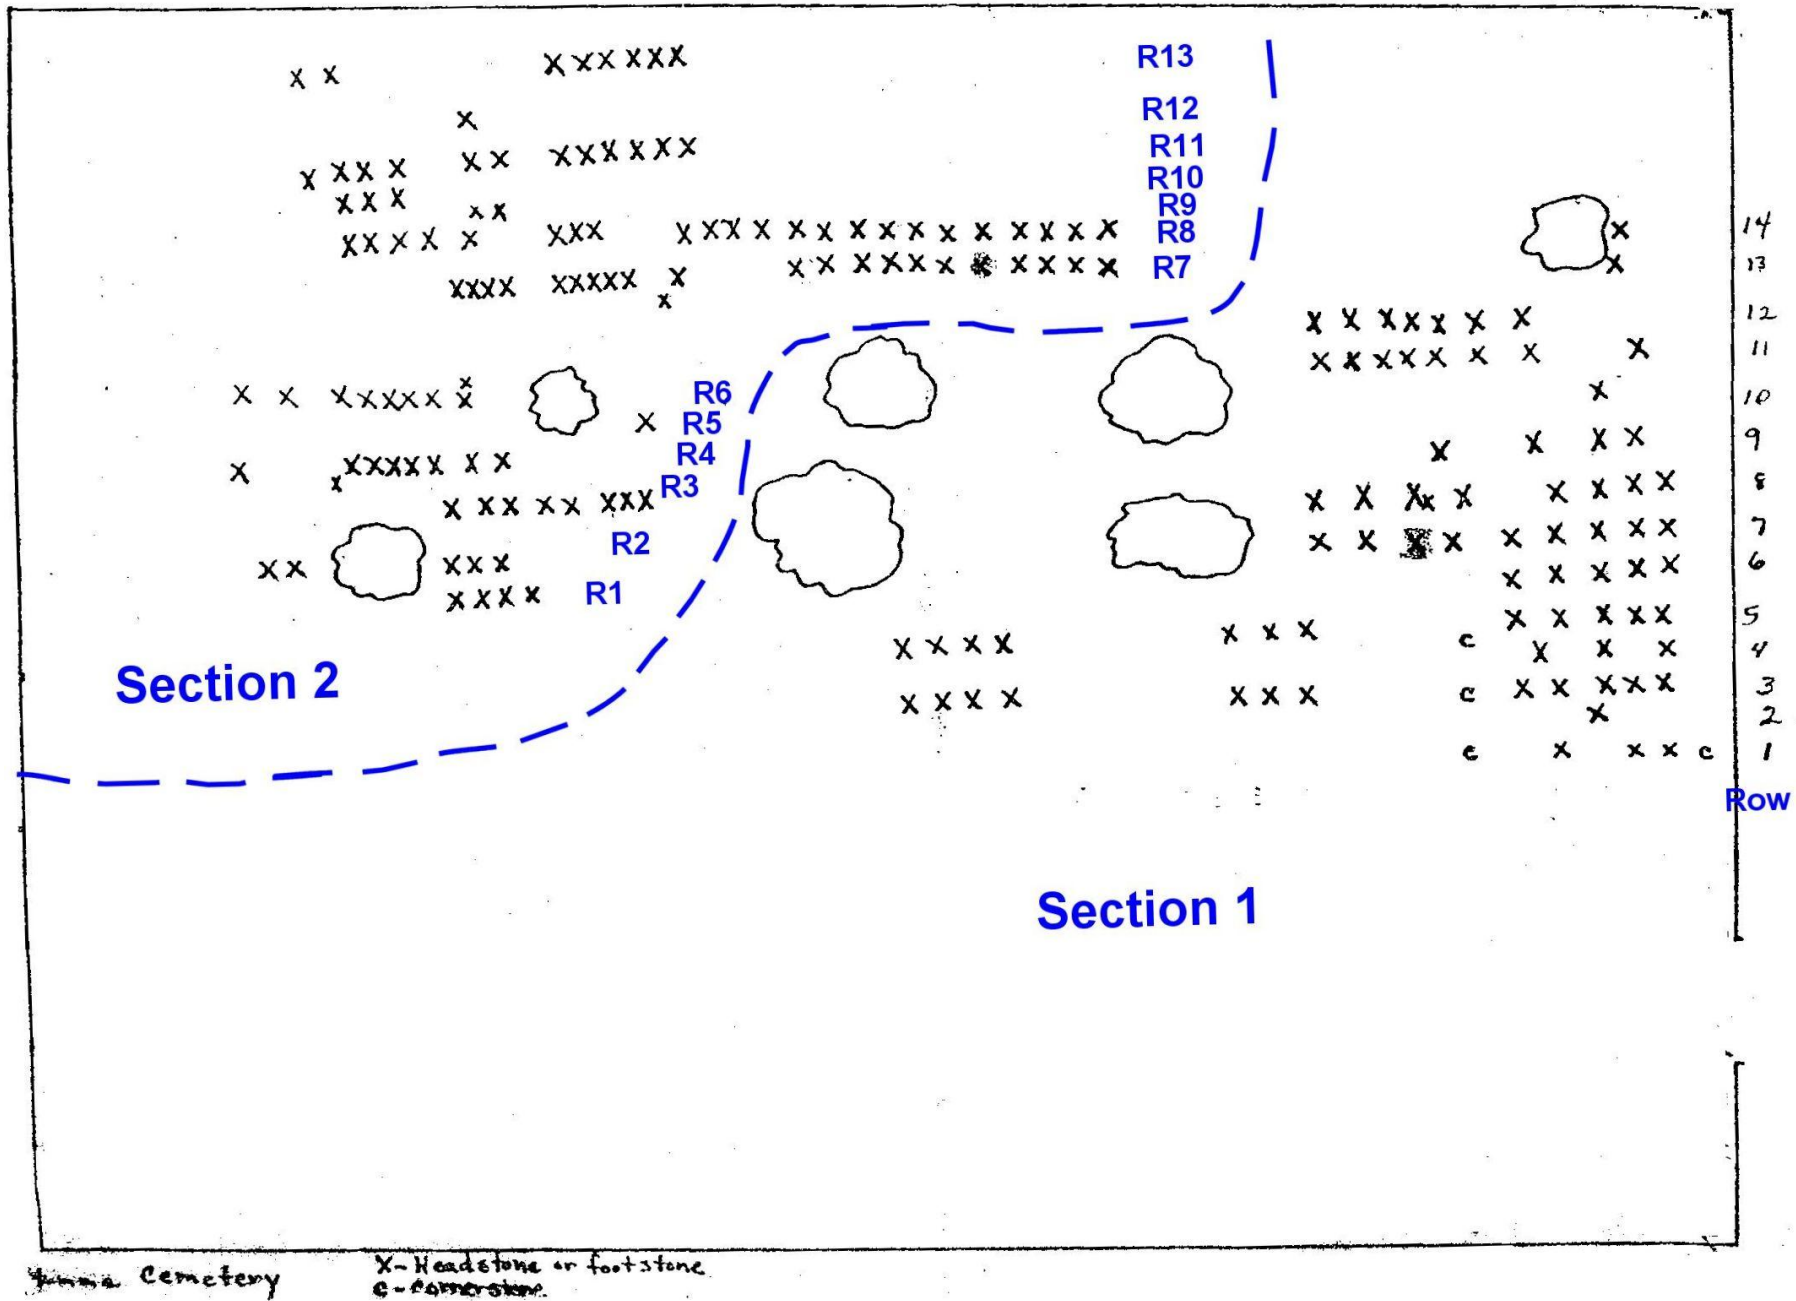 R13
R12
R11
R10
R9
R8
R7
R6
R5
R4
R3
R2
R1
14
13
12
11
10
9
8
7
6
5
4
3
2
1
Row
c
c
c c
Section 2
Section 1
Cemetery
X- Headstone or footstone
c- Cornerstone